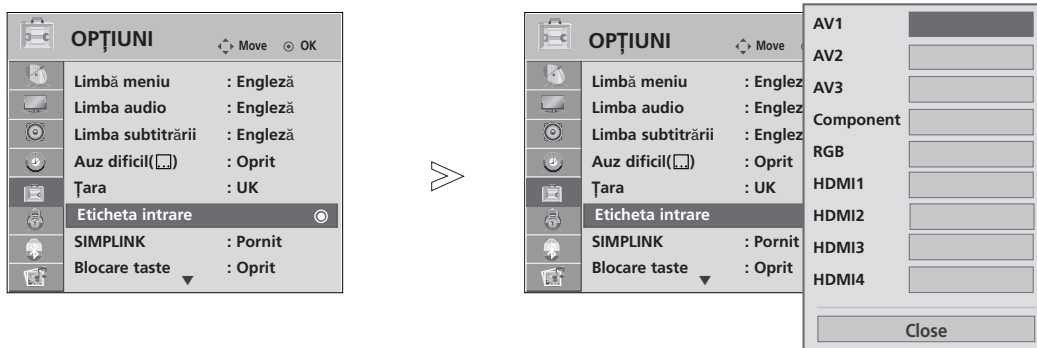 OPȚIUNI
Move OK
Limbă meniu : Engleză
Limba audio : Engleză
Limba subtitrării : Engleză
Auz dificil( ) : Oprit
Ţara : UK
Eticheta intrare
SIMPLINK : Pornit
Blocare taste : Oprit
OPȚIUNI
Move
Limbă meniu : Englez
Limba audio : Englez
Limba subtitrării : Englez
Auz dificil( ) : Oprit
Ţara : UK
Eticheta intrare
SIMPLINK : Pornit
Blocare taste : Oprit
AV1
AV2
AV3
Component
RGB
HDMI1
HDMI2
HDMI3
HDMI4
Close